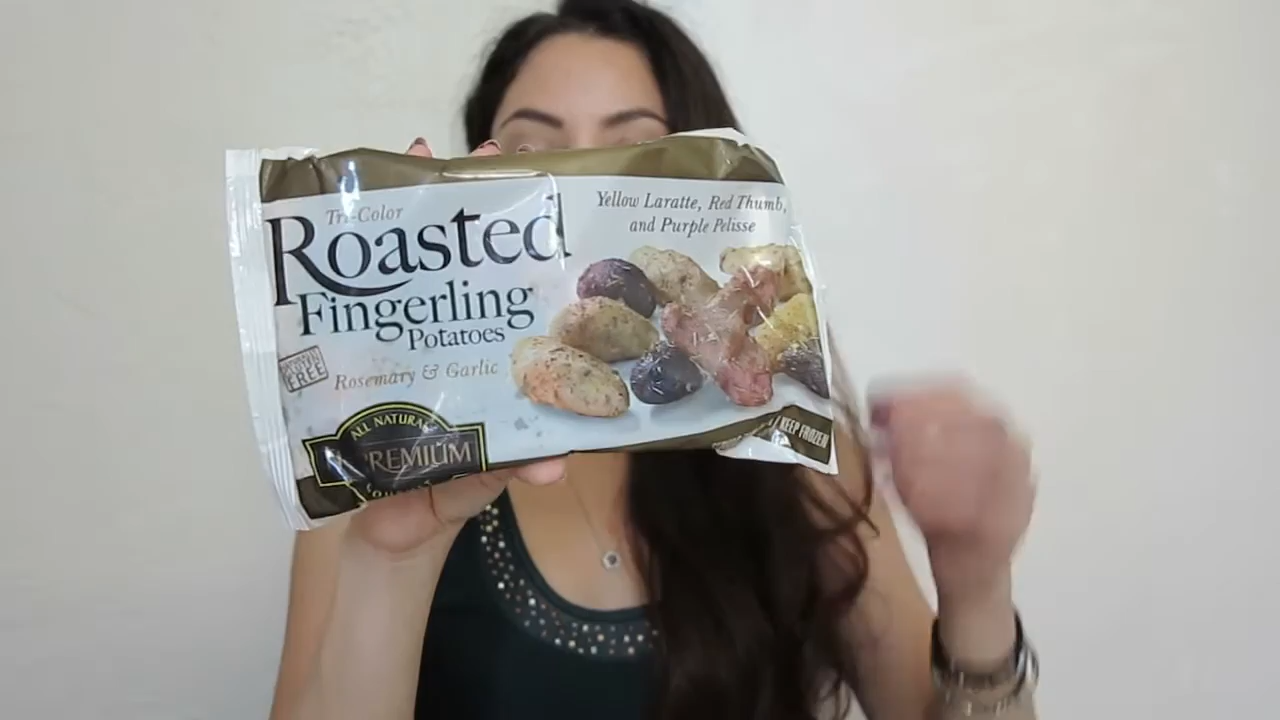 Tri-Color
Roasted
Fingerling
Potatoes
Rosemary & Garlic
Yellow Laratte, Red Thumb,
and Purple Pelisse
GLUTEN
FREE
ALL NATURAL
PREMIUM
KEEP FROZEN